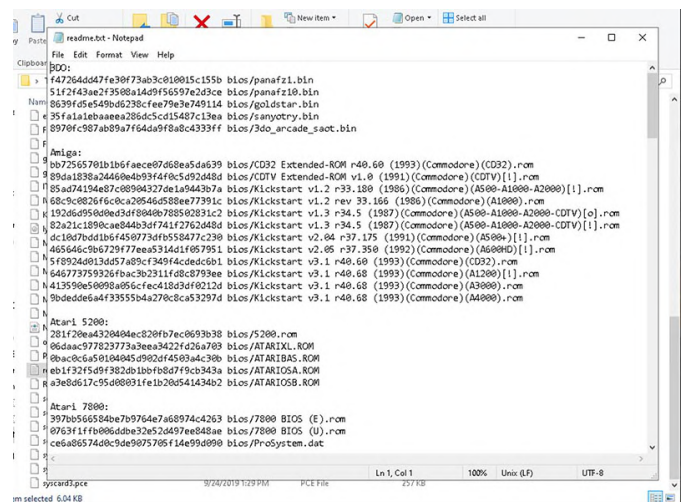 Cut
New item
Open
Select all
Paste
readme.txt - Notepad
File Edit Format View Help
3DO:
f47264dd47fe30f73ab3c010015c155b bios/panafz1.bin
51f2f43ae2f3508a14d9f56597e2d3ce bios/panafz10.bin
8639fd5e549bd6238cfee79e3e749114 bios/goldstar.bin
35fa1a1ebaaeea286dc5cd15487c13ea bios/sanyotry.bin
8970fc987ab89a7f64da9f8a8c4333ff bios/3do_arcade_saot.bin
Amiga:
bb72565701b1b6faece07d68ea5da639 bios/CD32 Extended-ROM r40.60 (1993)(Commodore)(CD32).rom
89da1838a24460e4b93f4f0c5d92d48d bios/CDTV Extended-ROM v1.0 (1991)(Commodore)(CDTV)[!].rom
85ad74194e87c08904327de1a9443b7a bios/Kickstart v1.2 r33.180 (1986)(Commodore)(A500-A1000-A2000)[!].rom
68c9c0826f6c0ca20546d588ee77391c bios/Kickstart v1.2 rev 33.166 (1986)(Commodore)(A1000).rom
192d6d950d0ed3df8040b788502831c2 bios/Kickstart v1.3 r34.5 (1987)(Commodore)(A500-A1000-A2000-CDTV)[o].rom
82a21c1890cae844b3df741f2762d48d bios/Kickstart v1.3 r34.5 (1987)(Commodore)(A500-A1000-A2000-CDTV)[!].rom
dc10d7bdd1b6f450773dfb558477c230 bios/Kickstart v2.04 r37.175 (1991)(Commodore)(A500+)[!].rom
465646c9b6729f77eea5314d1f057951 bios/Kickstart v2.05 r37.350 (1992)(Commodore)(A600HD)[!].rom
5f8924d013dd57a89cf349f4cdedc6b1 bios/Kickstart v3.1 r40.60 (1993)(Commodore)(CD32).rom
646773759326fbac3b2311fd8c8793ee bios/Kickstart v3.1 r40.68 (1993)(Commodore)(A1200)[!].rom
413590e50098a056cfec418d3df0212d bios/Kickstart v3.1 r40.68 (1993)(Commodore)(A3000).rom
9bdedde6a4f33555b4a270c8ca53297d bios/Kickstart v3.1 r40.68 (1993)(Commodore)(A4000).rom
Atari 5200:
281f20ea4320404ec820fb7ec0693b38 bios/5200.rom
06daac977823773a3eea3422fd26a703 bios/ATARIXL.ROM
0bac0c6a50104045d902df4503a4c30b bios/ATARIBAS.ROM
eb1f32f5d9f382db1bbfb8d7f9cb343a bios/ATARIOSA.ROM
a3e8d617c95d08031fe1b20d541434b2 bios/ATARIOSB.ROM
Atari 7800:
397bb566584be7b9764e7a68974c4263 bios/7800 BIOS (E).rom
0763f1ffb006ddbe32e52d497ee848ae bios/7800 BIOS (U).rom
ce6a86574d0c9de9075705f14e99d090 bios/ProSystem.dat
Ln 1, Col 1
100%
Unix (LF)
UTF-8
syscard3.pce
9/24/2019 1:29 PM
PCE File
257 KB
selected 6.04 KB